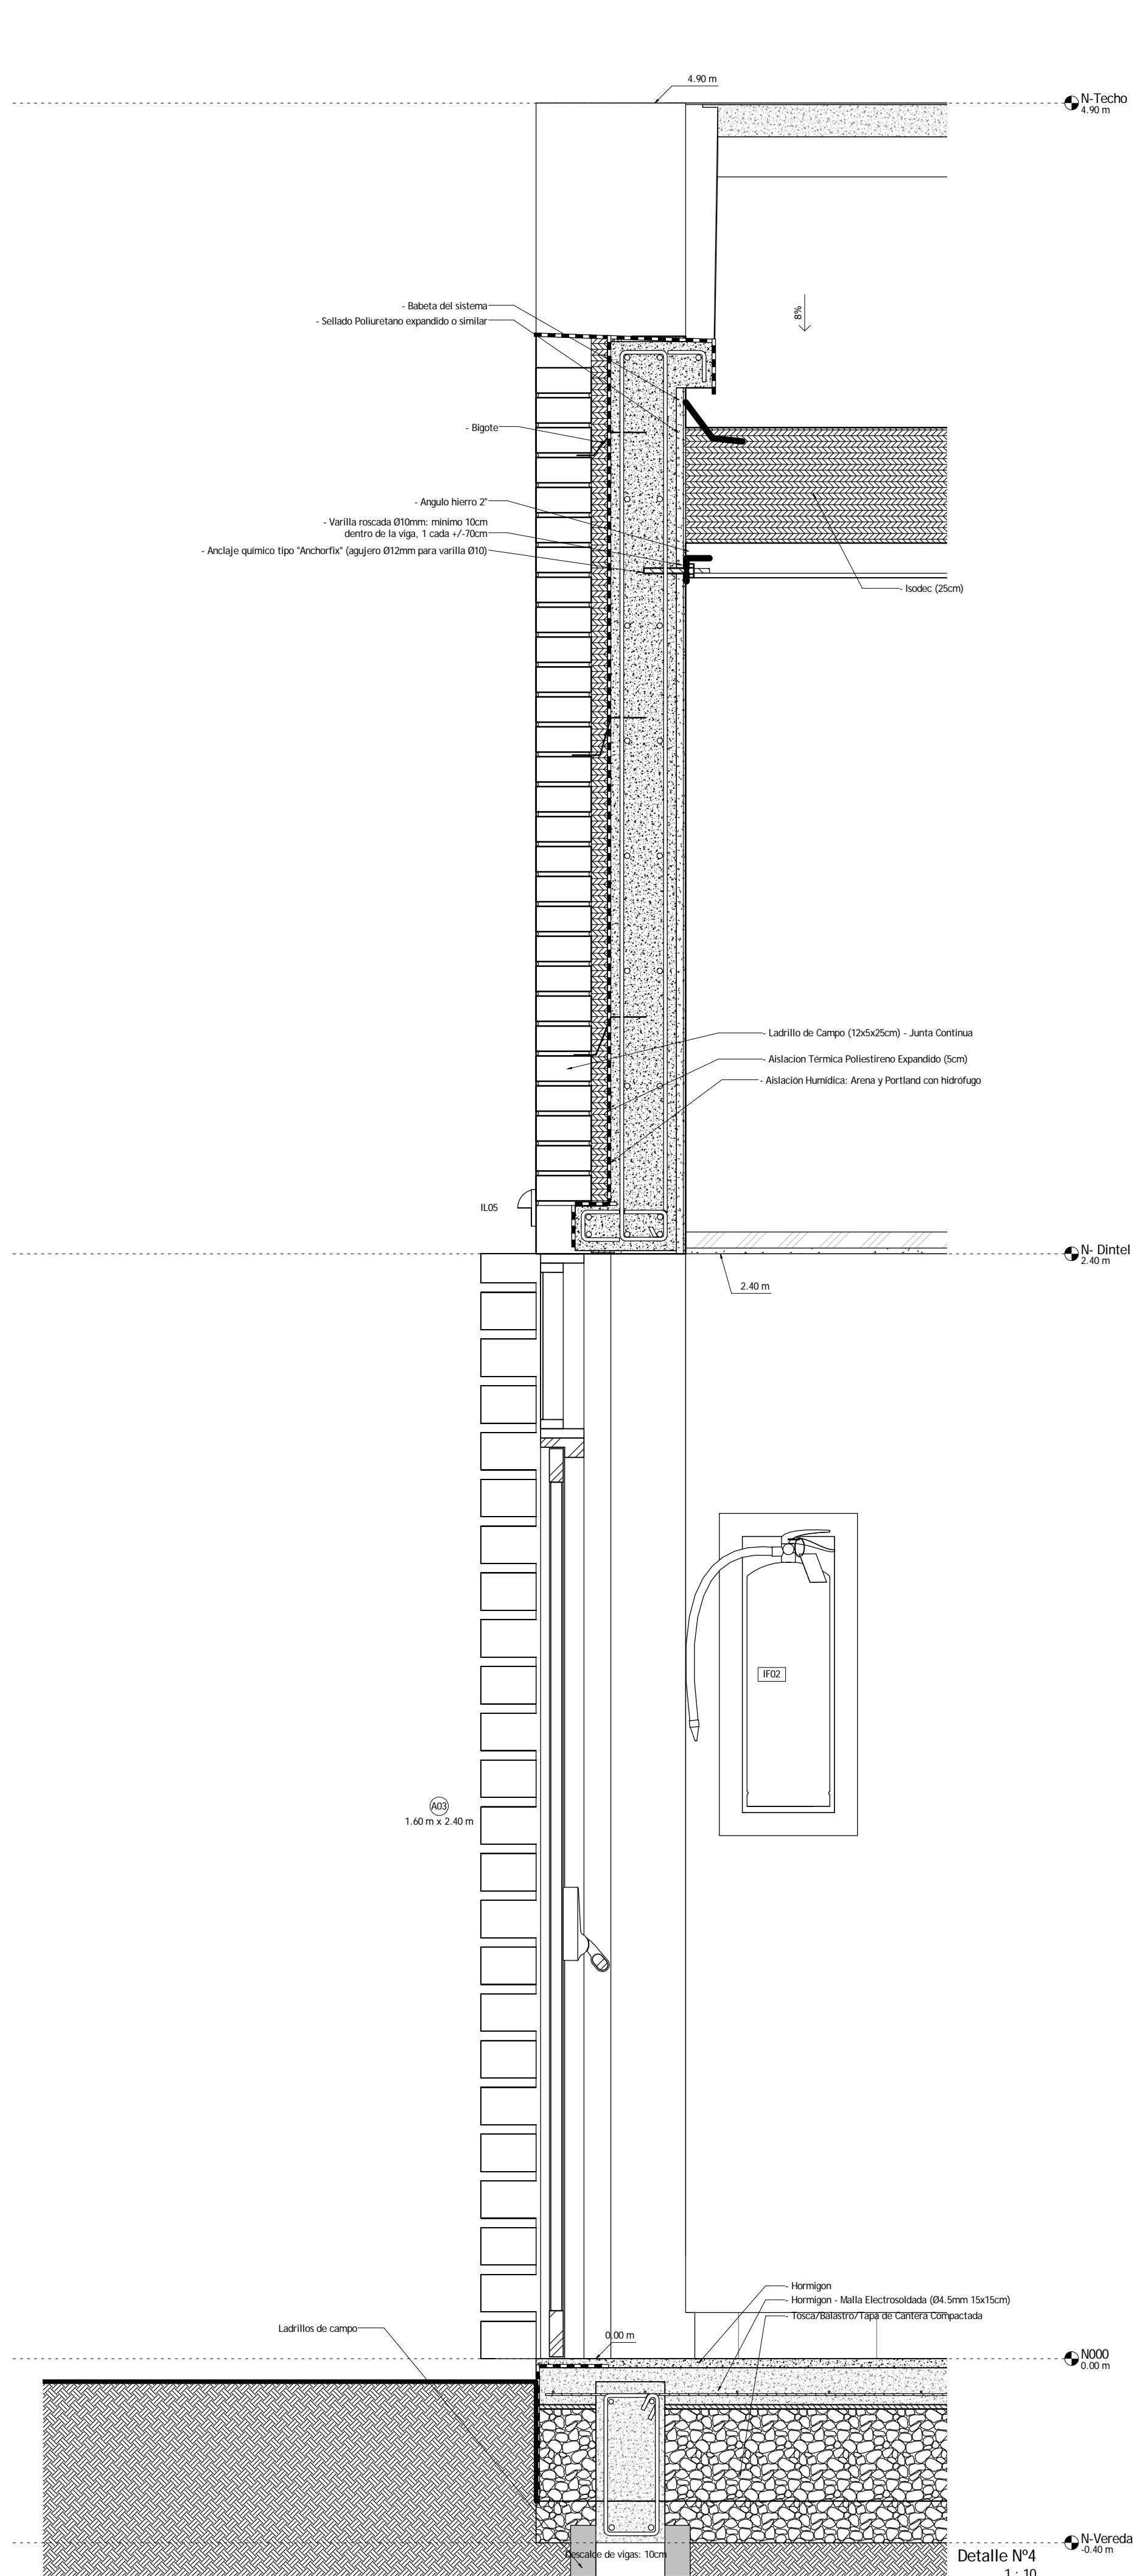 4.90 m
N-Techo
4.90 m
- Babeta del sistema
- Sellado Poliuretano expandido o similar
8%
- Bigote
- Angulo hierro 2"
- Varilla roscada Ø10mm: mínimo 10cm
dentro de la viga, 1 cada +/-70cm
- Anclaje químico tipo "Anchorfix" (agujero Ø12mm para varilla Ø10)
- Isodec (25cm)
- Ladrillo de Campo (12x5x25cm) - Junta Continua
- Aislacion Térmica Poliestireno Expandido (5cm)
- Aislación Humídica: Arena y Portland con hidrófugo
IL05
N- Dintel
2.40 m
2.40 m
IF02
A03
1.60 m x 2.40 m
- Hormigon
- Hormigon - Malla Electrosoldada (Ø4.5mm 15x15cm)
- Tosca/Balastro/Tapa de Cantera Compactada
Ladrillos de campo
0.00 m
N000
0.00 m
N-Vereda
-0.40 m
Descalce de vigas: 10cm
Detalle Nº4
1 : 10